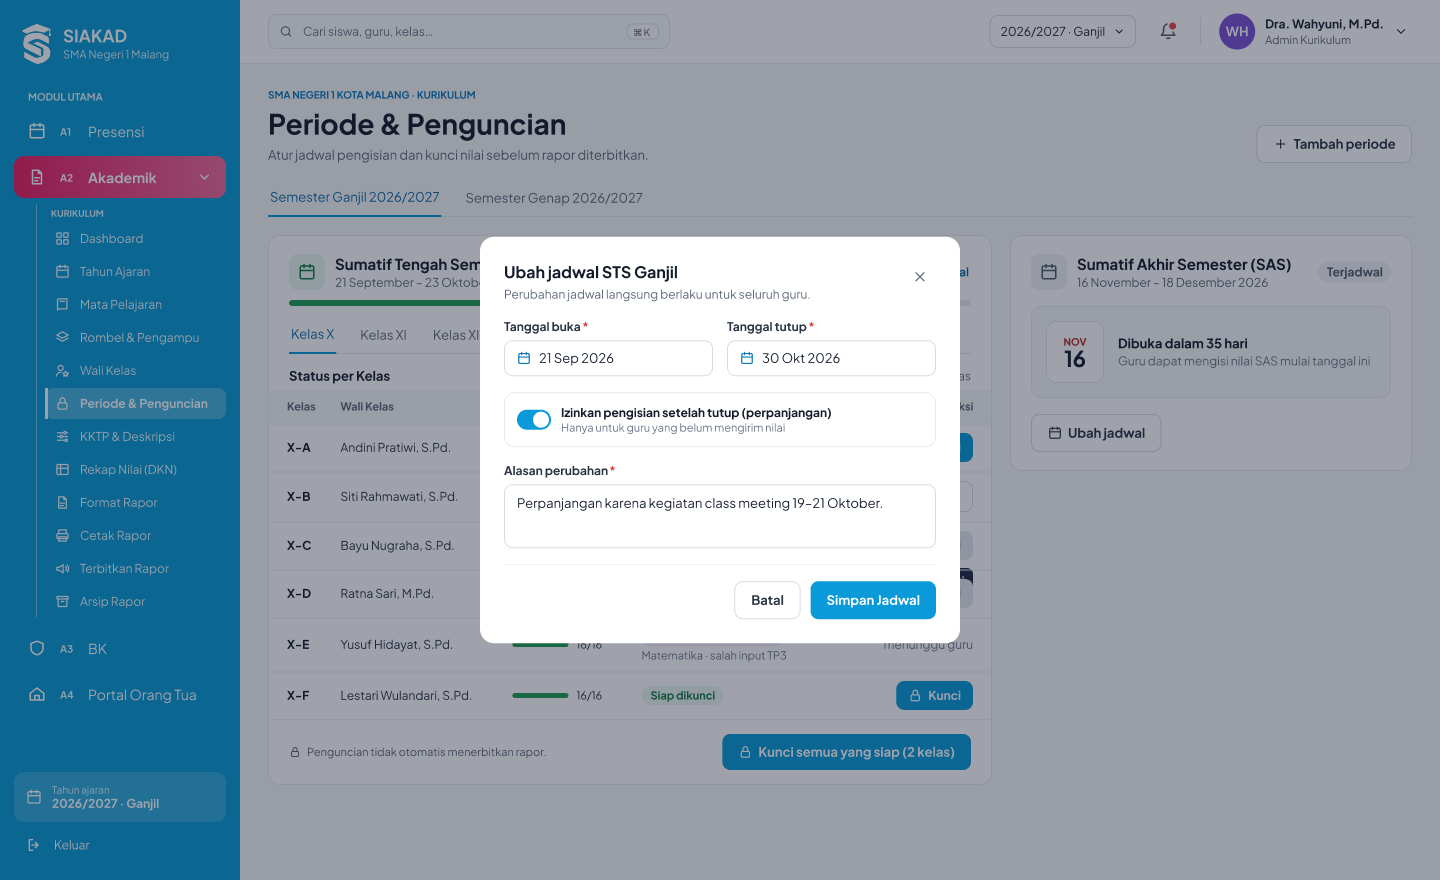 SIAKAD
SMA Negeri 1 Malang
MODUL UTAMA
A1 Presensi
A2 Akademik
KURIKULUM
Dashboard
Tahun Ajaran
Mata Pelajaran
Rombel & Pengampu
Wali Kelas
Periode & Penguncian
KKTP & Deskripsi
Rekap Nilai (DKN)
Format Rapor
Cetak Rapor
Terbitkan Rapor
Arsip Rapor
A3 BK
A4 Portal Orang Tua
Tahun ajaran
2026/2027 · Ganjil
Keluar
Cari siswa, guru, kelas...
⌘K
2026/2027 · Ganjil
WH
Dra. Wahyuni, M.Pd.
Admin Kurikulum
SMA NEGERI 1 KOTA MALANG · KURIKULUM
Periode & Penguncian
Atur jadwal pengisian dan kunci nilai sebelum rapor diterbitkan.
Tambah periode
Semester Ganjil 2026/2027
Semester Genap 2026/2027
Sumatif Tengah Sem
21 September – 23 Oktob
al
Kelas X
Kelas XI
Kelas XI
Status per Kelas
as
Kelas
Wali Kelas
ksi
X-A Andini Pratiwi, S.Pd.
X-B Siti Rahmawati, S.Pd.
X-C Bayu Nugraha, S.Pd.
X-D Ratna Sari, M.Pd.
X-E Yusuf Hidayat, S.Pd. 16/16 menunggu guru
Matematika · salah input TP3
X-F Lestari Wulandari, S.Pd. 16/16 Siap dikunci Kunci
Penguncian tidak otomatis menerbitkan rapor.
Kunci semua yang siap (2 kelas)
Sumatif Akhir Semester (SAS)
16 November – 18 Desember 2026
Terjadwal
NOV
16
Dibuka dalam 35 hari
Guru dapat mengisi nilai SAS mulai tanggal ini
Ubah jadwal
Ubah jadwal STS Ganjil
Perubahan jadwal langsung berlaku untuk seluruh guru.
Tanggal buka *
Tanggal tutup *
21 Sep 2026
30 Okt 2026
Izinkan pengisian setelah tutup (perpanjangan)
Hanya untuk guru yang belum mengirim nilai
Alasan perubahan *
Perpanjangan karena kegiatan class meeting 19–21 Oktober.
Batal
Simpan Jadwal